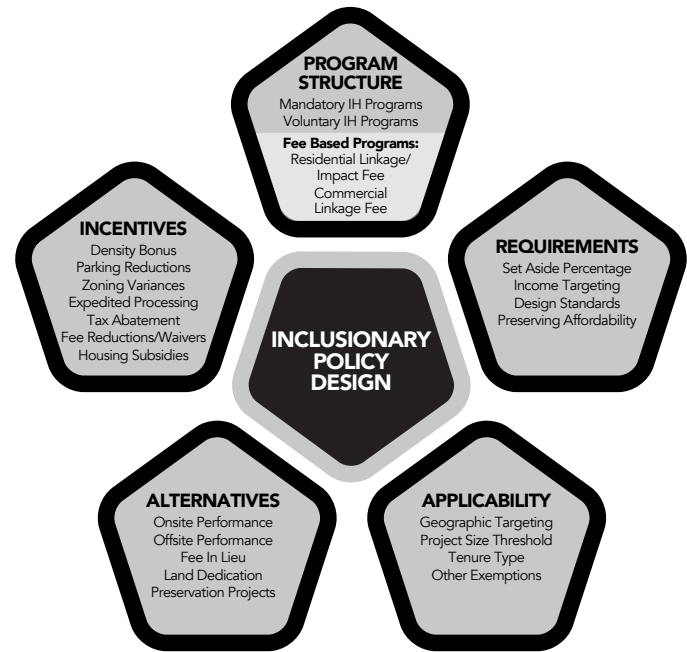 PROGRAM
STRUCTURE
Mandatory IH Programs
Voluntary IH Programs
Fee Based Programs:
Residential Linkage/
Impact Fee
Commercial
Linkage Fee
INCENTIVES
Density Bonus
Parking Reductions
Zoning Variances
Expedited Processing
Tax Abatement
Fee Reductions/Waivers
Housing Subsidies
REQUIREMENTS
Set Aside Percentage
Income Targeting
Design Standards
Preserving Affordability
INCLUSIONARY
POLICY
DESIGN
ALTERNATIVES
Onsite Performance
Offsite Performance
Fee In Lieu
Land Dedication
Preservation Projects
APPLICABILITY
Geographic Targeting
Project Size Threshold
Tenure Type
Other Exemptions